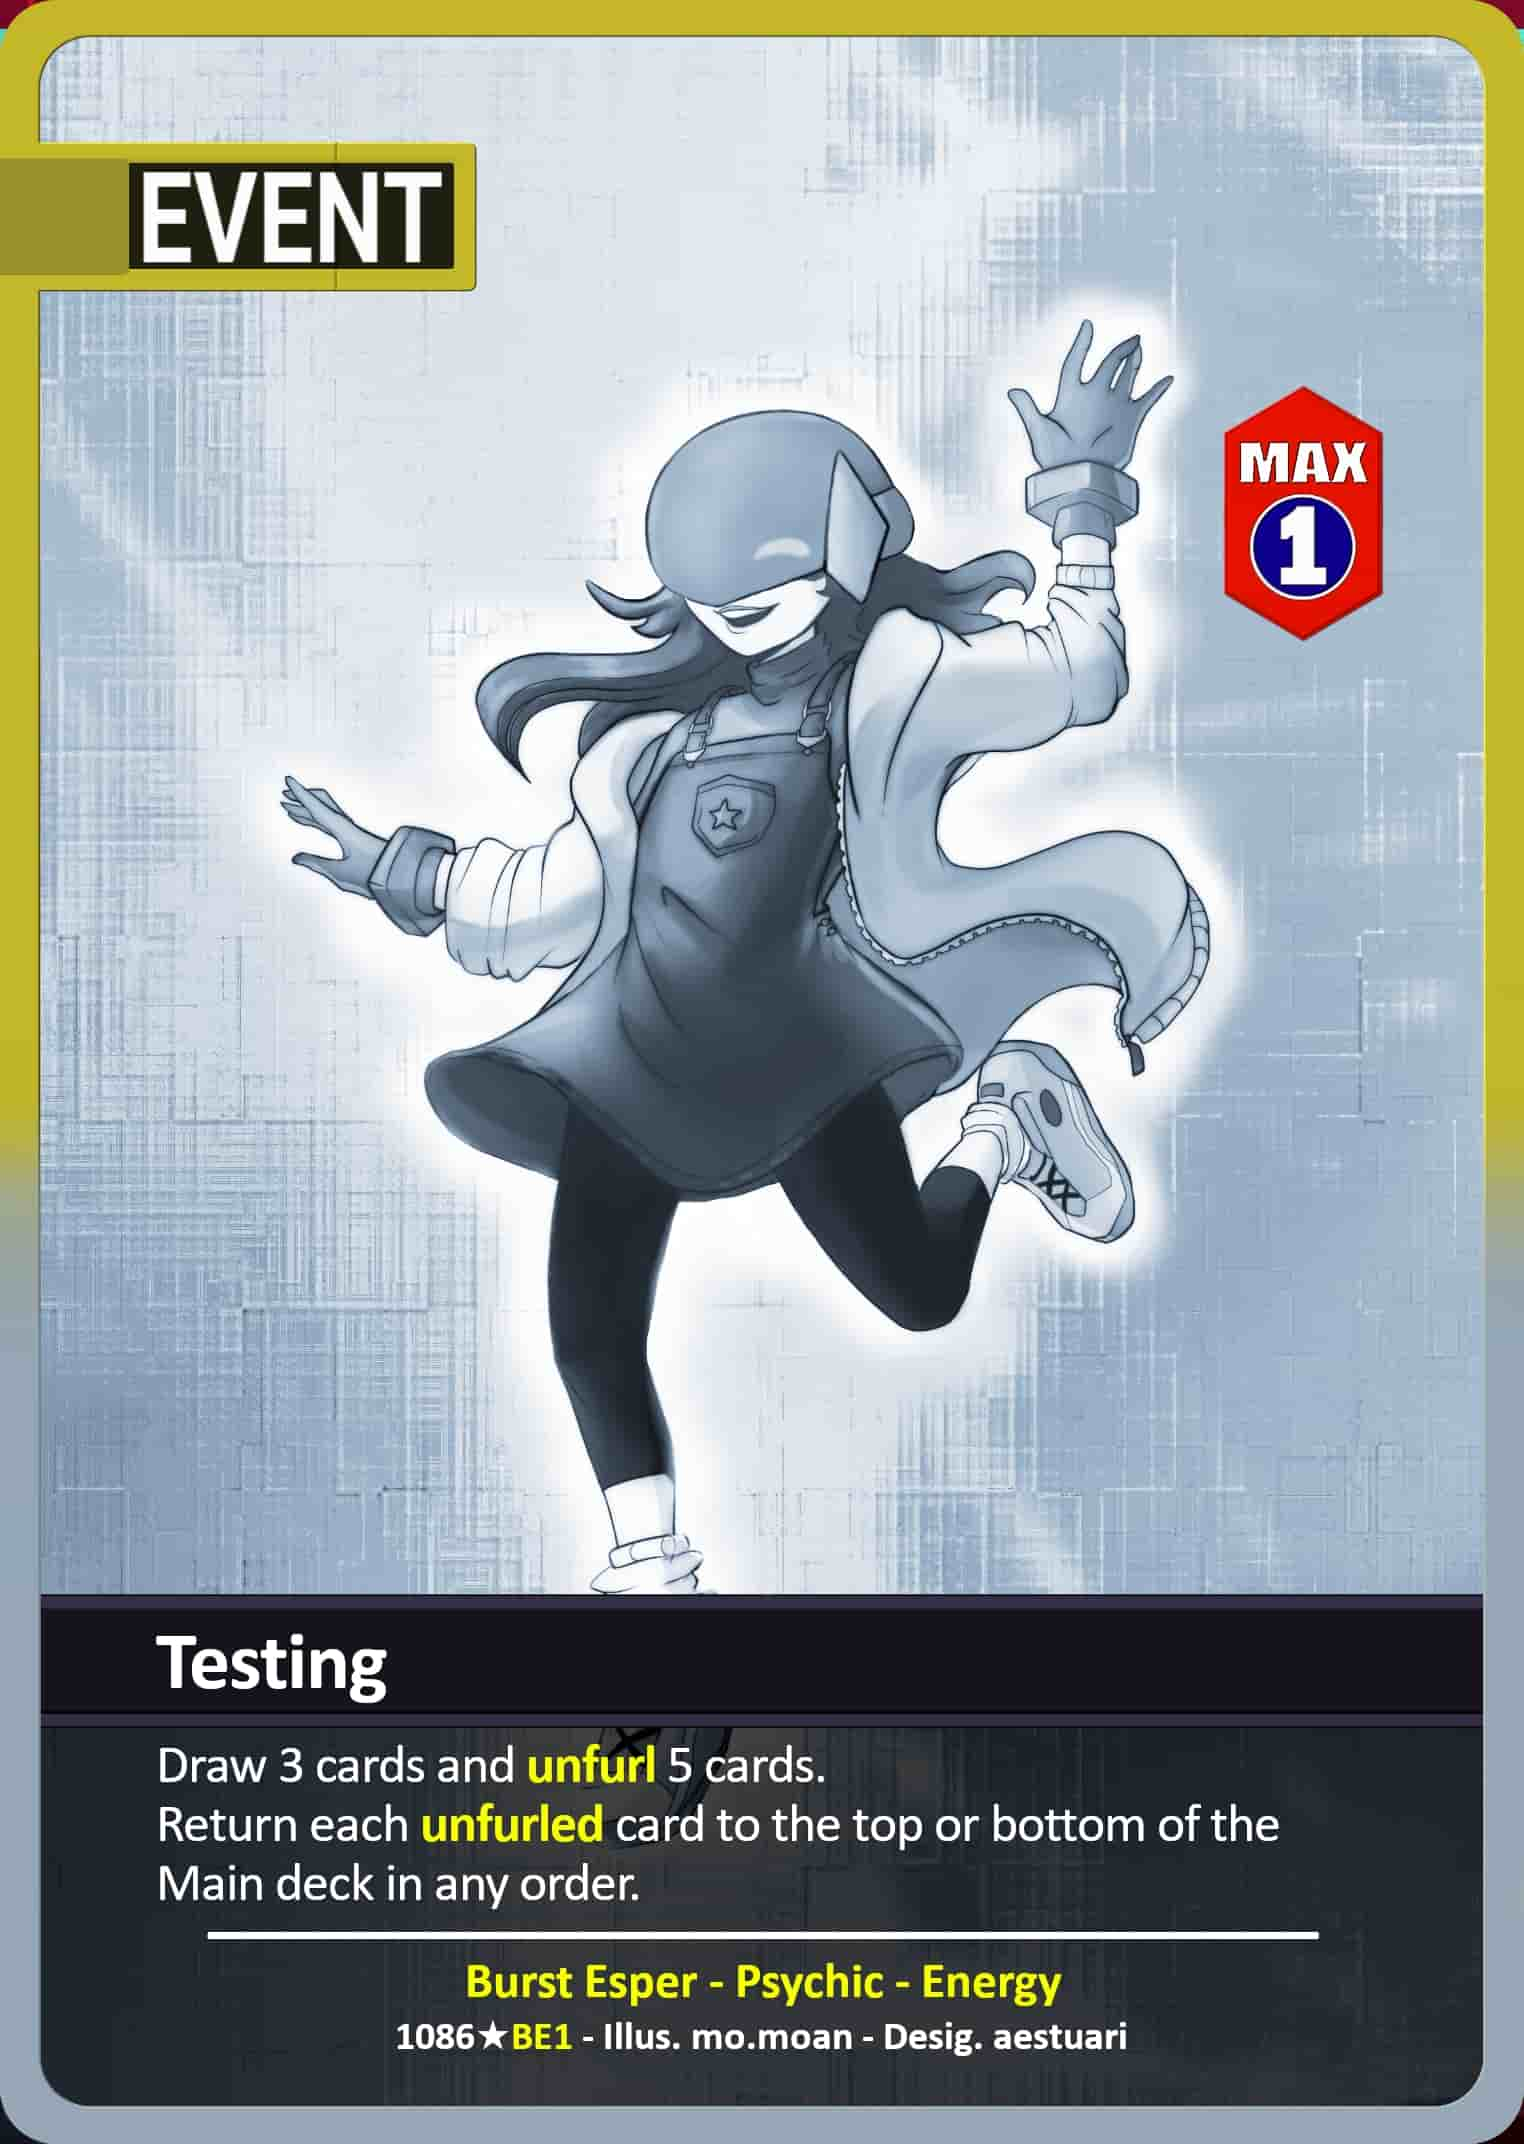 EVENT
MAX
1
Testing
Draw 3 cards and unfurl 5 cards.
Return each unfurled card to the top or bottom of the
Main deck in any order.
Burst Esper - Psychic - Energy
1086★BE1 - Illus. mo.moan - Desig. aestuari